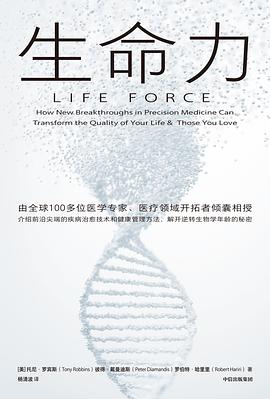 生命力
LIFE FORCE
How New Breakthroughs in Precision Medicine Can
Transform the Quality of Your Life & Those You Love
由全球100多位医学专家、医疗领域开拓者倾囊相授
介绍前沿尖端的疾病治愈技术和健康管理方法，解开逆转生物学年龄的秘密
[美]托尼·罗宾斯（Tony Robbins）彼得·戴曼迪斯（Peter Diamandis）罗伯特·哈里里（Robert Hariri）著
杨清波 译
中信出版集团